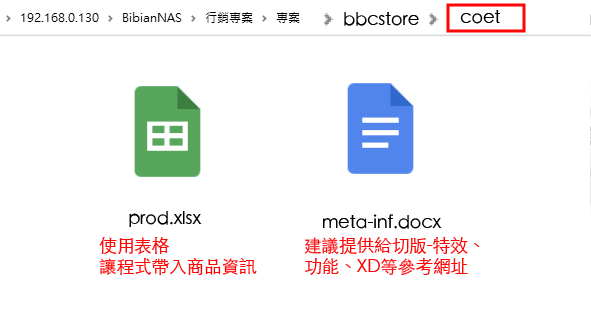 192.168.0.130 > BibianNAS > 行銷專案 > 專案 > bbcstore > coet
prod.xlsx
使用表格
讓程式帶入商品資訊
meta-inf.docx
建議提供給切版-特效、
功能、XD等參考網址